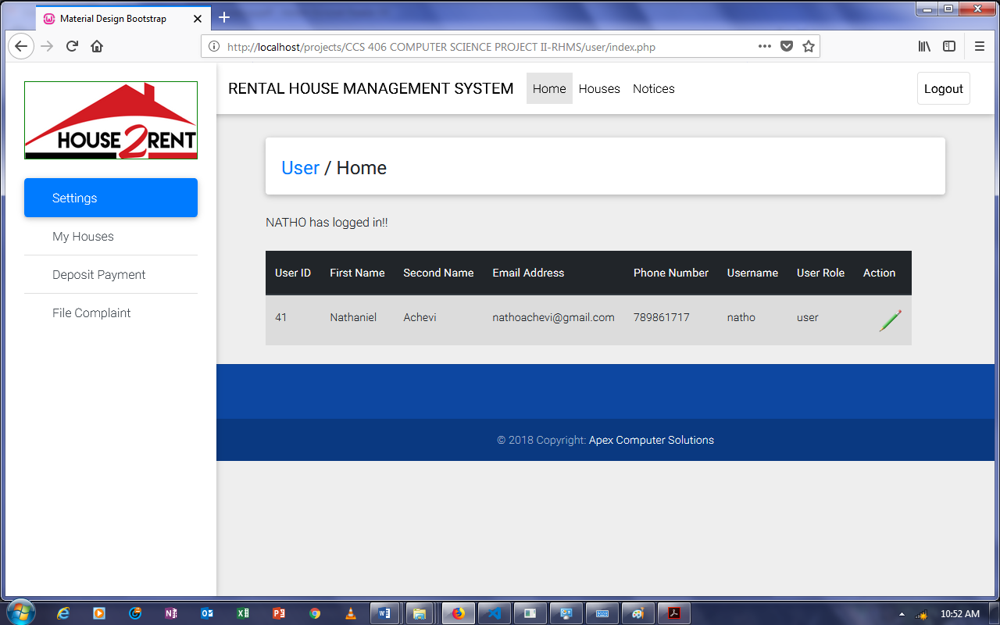 Material Design Bootstrap
http://localhost/projects/CCS 406 COMPUTER SCIENCE PROJECT II-RHMS/user/index.php
HOUSE2RENT
RENTAL HOUSE MANAGEMENT SYSTEM Home Houses Notices Logout
User / Home
Settings
My Houses
Deposit Payment
File Complaint
NATHO has logged in!!
User ID First Name Second Name Email Address Phone Number Username User Role Action
41 Nathaniel Achevi nathoachevi@gmail.com 789861717 natho user
© 2018 Copyright: Apex Computer Solutions
10:52 AM